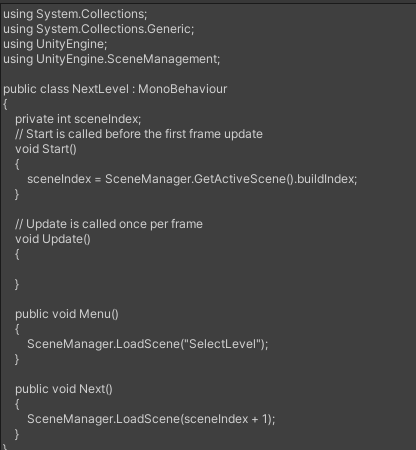 using System.Collections;
using System.Collections.Generic;
using UnityEngine;
using UnityEngine.SceneManagement;

public class NextLevel : MonoBehaviour
{
    private int sceneIndex;
    // Start is called before the first frame update
    void Start()
    {
        sceneIndex = SceneManager.GetActiveScene().buildIndex;
    }

    // Update is called once per frame
    void Update()
    {

    }

    public void Menu()
    {
        SceneManager.LoadScene("SelectLevel");
    }

    public void Next()
    {
        SceneManager.LoadScene(sceneIndex + 1);
    }
}